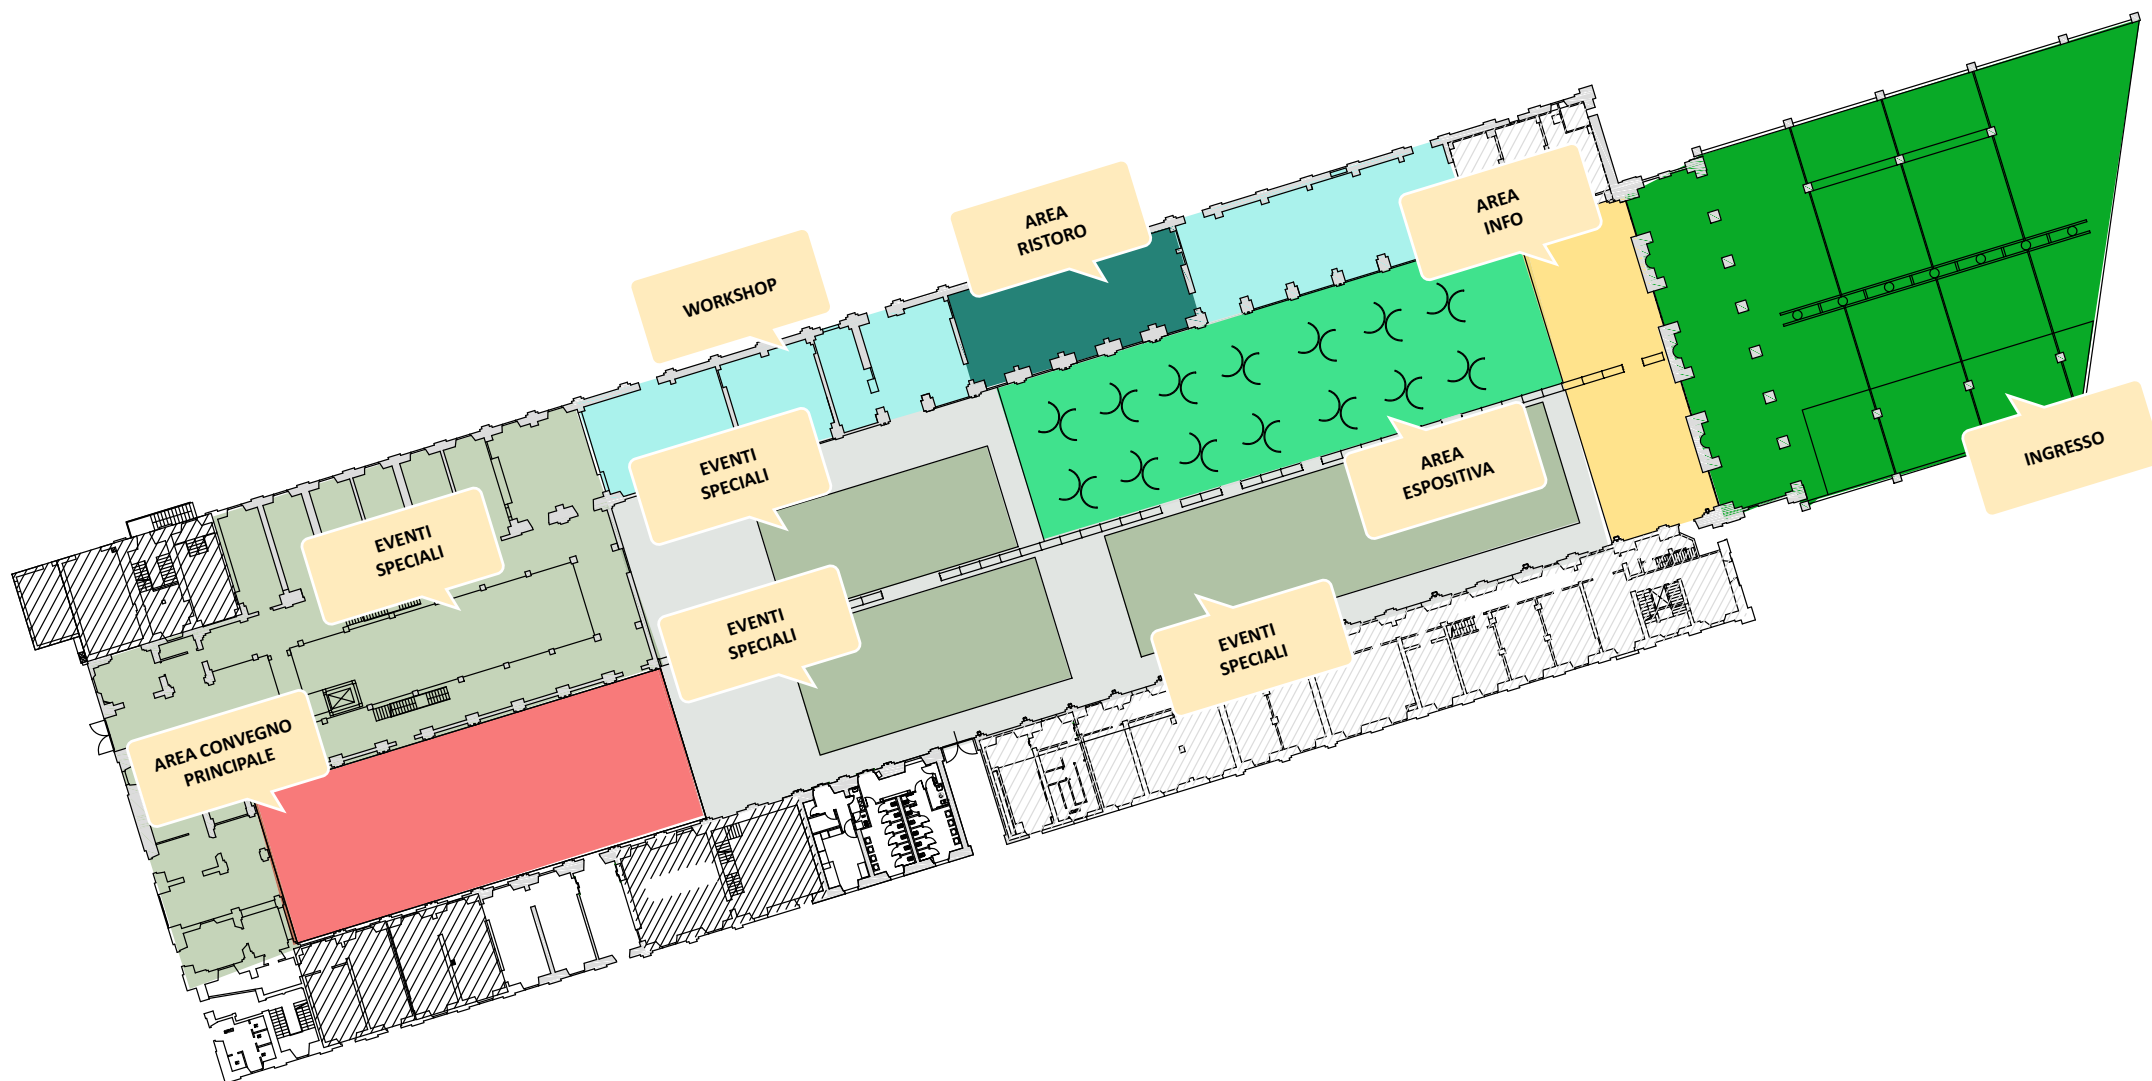 AREA
RISTORO
AREA
INFO
WORKSHOP
EVENTI
SPECIALI
AREA
ESPOSITIVA
INGRESSO
EVENTI
SPECIALI
EVENTI
SPECIALI
EVENTI
SPECIALI
AREA CONVEGNO
PRINCIPALE